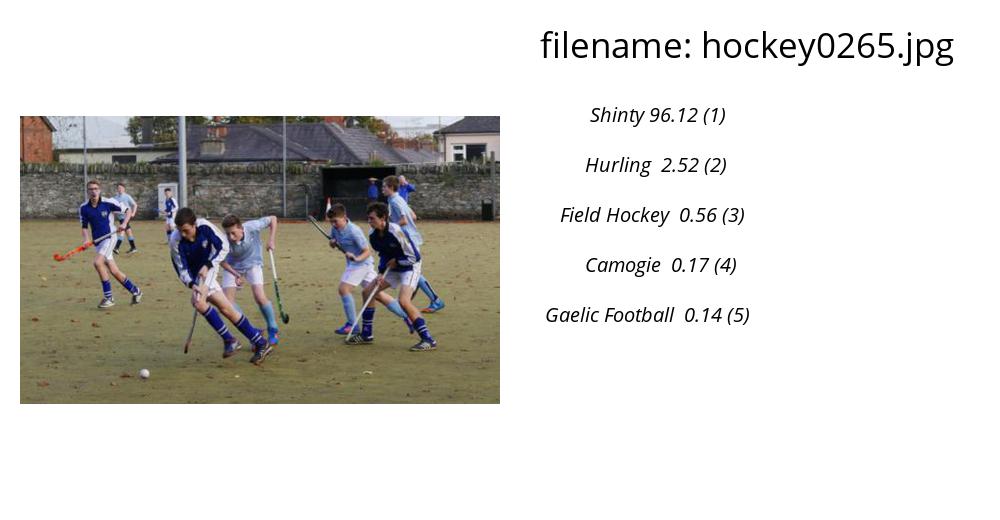 filename: hockey0265.jpg
Shinty 96.12 (1)
Hurling 2.52 (2)
Field Hockey 0.56 (3)
Camogie 0.17 (4)
Gaelic Football 0.14 (5)